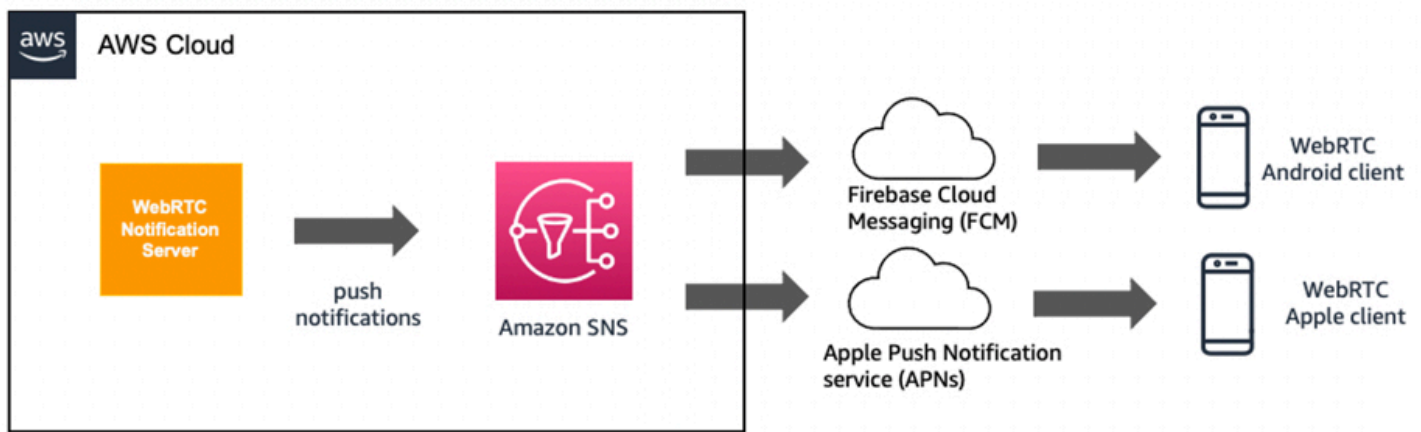 aws
AWS Cloud
WebRTC
Notification
Server
push
notifications
Amazon SNS
Firebase Cloud
Messaging (FCM)
WebRTC
Android client
Apple Push Notification
service (APNs)
WebRTC
Apple client